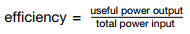 efficiency = useful power output / total power input